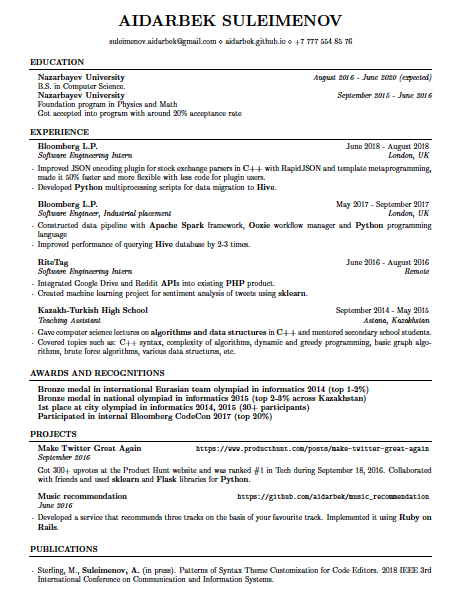 AIDARBEK SULEIMENOV
suleimenov.aidarbek@gmail.com ⋄ aidarbek.github.io ⋄ +7 777 554 85 76
EDUCATION
Nazarbayev University August 2016 - June 2020 (expected)
B.S. in Computer Science.
Nazarbayev University September 2015 - June 2016
Foundation program in Physics and Math
Got accepted into program with around 20% acceptance rate
EXPERIENCE
Bloomberg L.P. June 2018 - August 2018
Software Engineering Intern London, UK
· Improved JSON encoding plugin for stock exchange parsers in C++ with RapidJSON and template metaprogramming,
made it 50% faster and more flexible with less code for plugin users.
· Developed Python multiprocessing scripts for data migration to Hive.
Bloomberg L.P. May 2017 - September 2017
Software Engineer, Industrial placement London, UK
· Constructed data pipeline with Apache Spark framework, Oozie workflow manager and Python programming
language
· Improved performance of querying Hive database by 2-3 times.
RiteTag June 2016 - August 2016
Software Engineering Intern Remote
· Integrated Google Drive and Reddit APIs into existing PHP product.
· Created machine learning project for sentiment analysis of tweets using sklearn.
Kazakh-Turkish High School September 2014 - May 2015
Teaching Assistant Astana, Kazakhstan
· Gave computer science lectures on algorithms and data structures in C++ and mentored secondary school students.
· Covered topics such as: C++ syntax, complexity of algorithms, dynamic and greedy programming, basic graph algo-
rithms, brute force algorithms, various data structures, etc.
AWARDS AND RECOGNITIONS
Bronze medal in international Eurasian team olympiad in informatics 2014 (top 1-2%)
Bronze medal in national olympiad in informatics 2015 (top 2-3% across Kazakhstan)
1st place at city olympiad in informatics 2014, 2015 (30+ participants)
Participated in internal Bloomberg CodeCon 2017 (top 20%)
PROJECTS
Make Twitter Great Again https://www.producthunt.com/posts/make-twitter-great-again
September 2016
Got 300+ upvotes at the Product Hunt website and was ranked #1 in Tech during September 18, 2016. Collaborated
with friends and used sklearn and Flask libraries for Python.
Music recommendation https://github.com/aidarbek/music_recommendation
June 2016
· Developed a service that recommends three tracks on the basis of your favourite track. Implemented it using Ruby on
Rails.
PUBLICATIONS
· Sterling, M., Suleimenov, A. (in press). Patterns of Syntax Theme Customization for Code Editors. 2018 IEEE 3rd
International Conference on Communication and Information Systems.